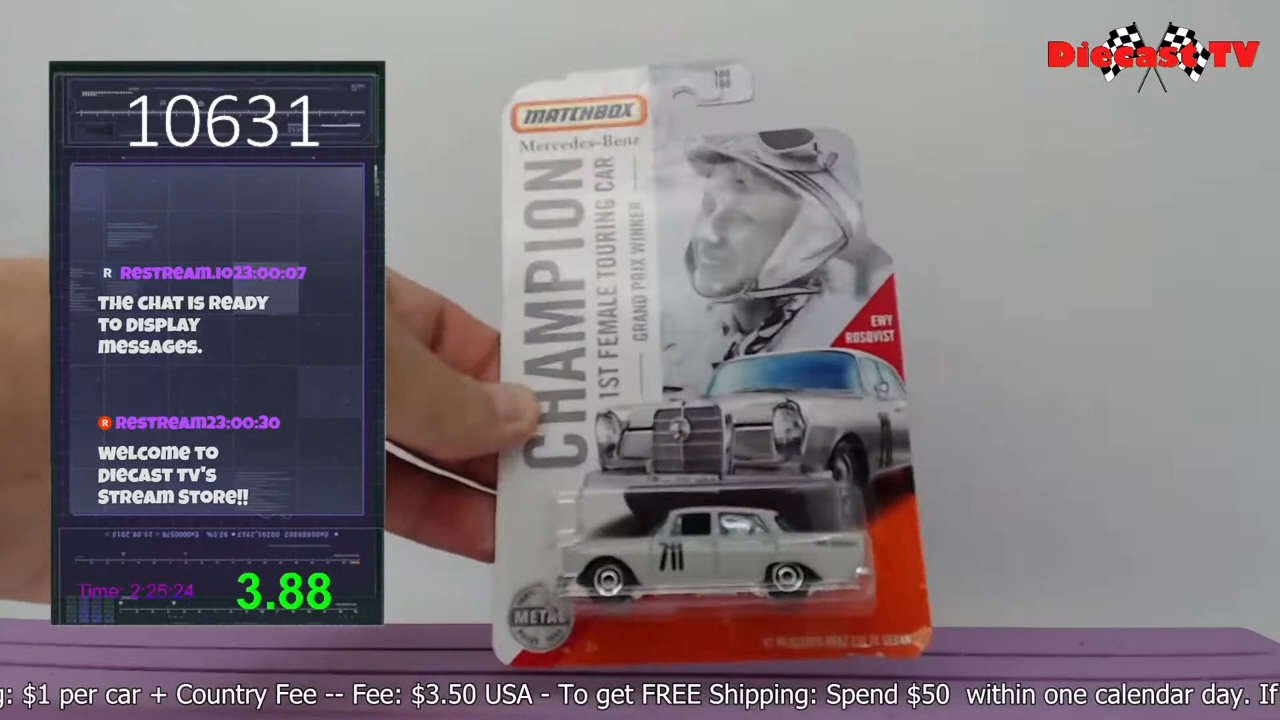 Diecast TV
10631
R Restream.io23:00:07
THE CHAT IS READY
TO DISPLAY
MESSAGES.
R Restream23:00:30
WELCOME TO
DIECAST TV'S
STREAM STORE!!
Time: 2:25:24
3.88
100
100
MATCHBOX
Mercedes-Benz
CHAMPION
1ST FEMALE TOURING CAR
GRAND PRIX WINNER
EWY
ROSQVIST
711
METAL
g: $1 per car + Country Fee -- Fee: $3.50 USA - To get FREE Shipping: Spend $50 within one calendar day. If